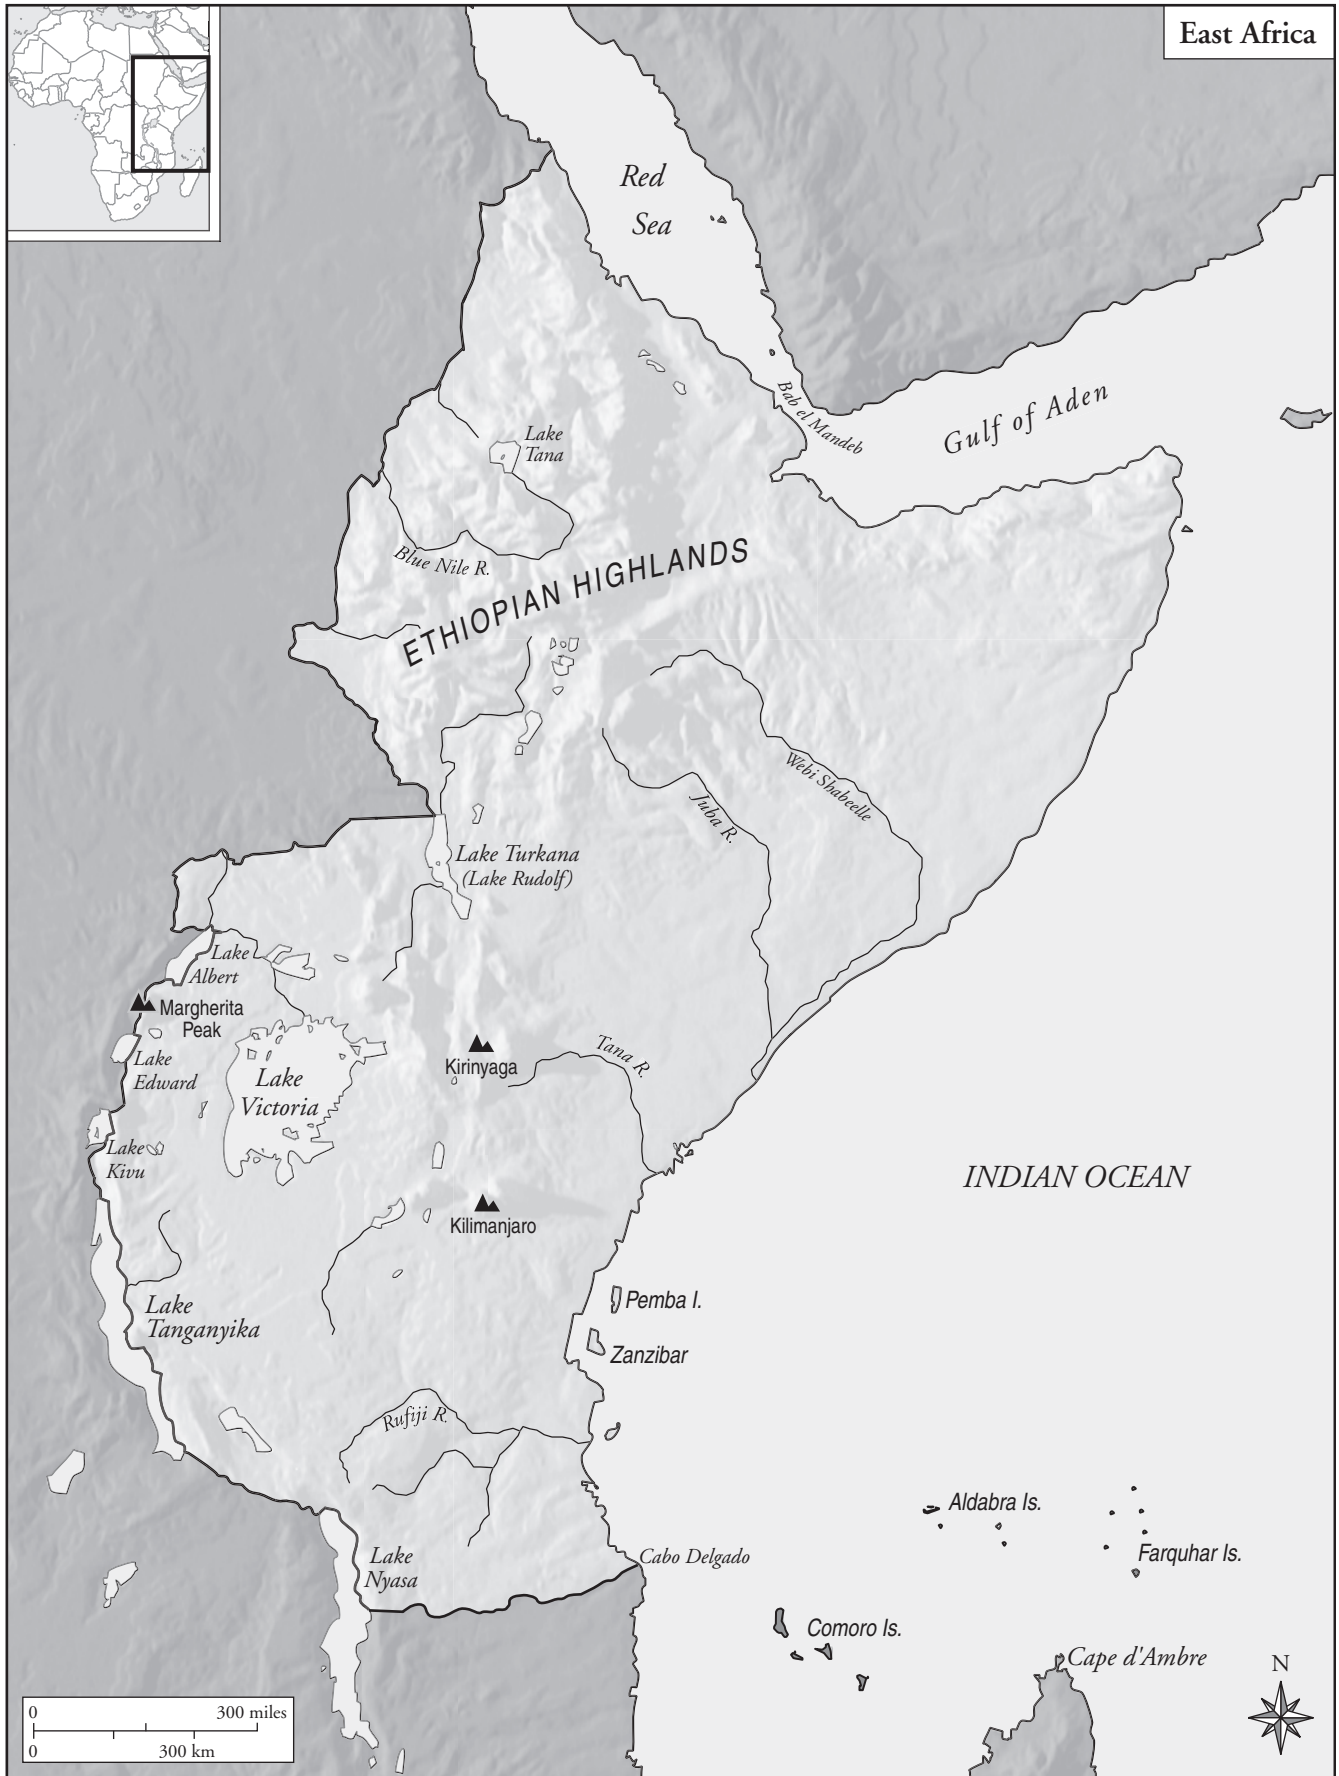 East Africa
Red
Sea
Bab el Mandeb
Gulf of Aden
Lake
Tana
Blue Nile R.
ETHIOPIAN HIGHLANDS
Webi Shabeelle
Juba R.
Lake Turkana
(Lake Rudolf)
Lake
Albert
Margherita
Peak
Lake
Edward
Lake
Victoria
Kirinyaga
Tana R.
Lake
Kivu
INDIAN OCEAN
Kilimanjaro
Lake
Tanganyika
Pemba I.
Zanzibar
Rufiji R.
Aldabra Is.
Farquhar Is.
Lake
Nyasa
Cabo Delgado
Comoro Is.
Cape d'Ambre
N
0 300 miles
0 300 km